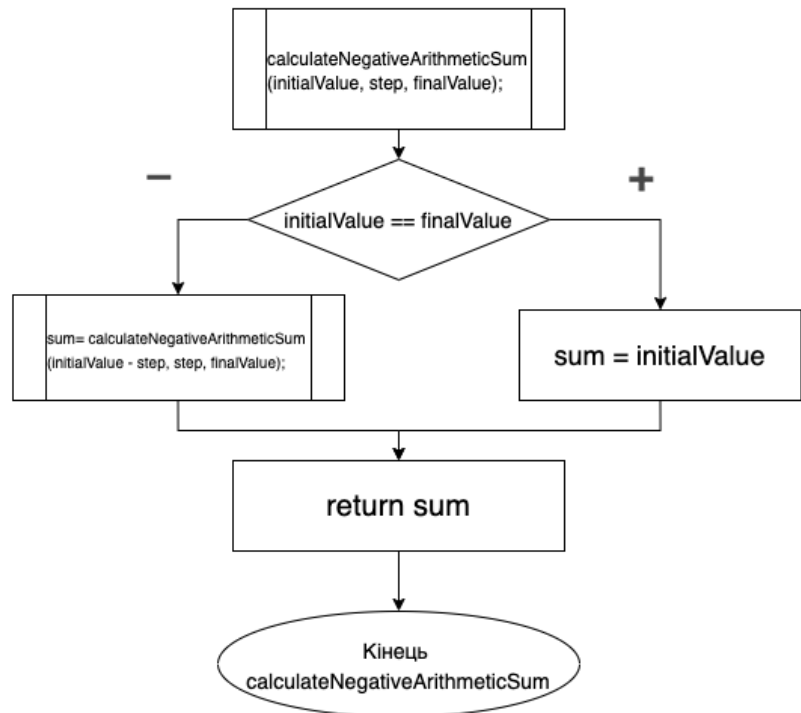 calculateNegativeArithmeticSum
(initialValue, step, finalValue);
−
+
initialValue == finalValue
sum= calculateNegativeArithmeticSum
(initialValue - step, step, finalValue);
sum = initialValue
return sum
Кінець
calculateNegativeArithmeticSum